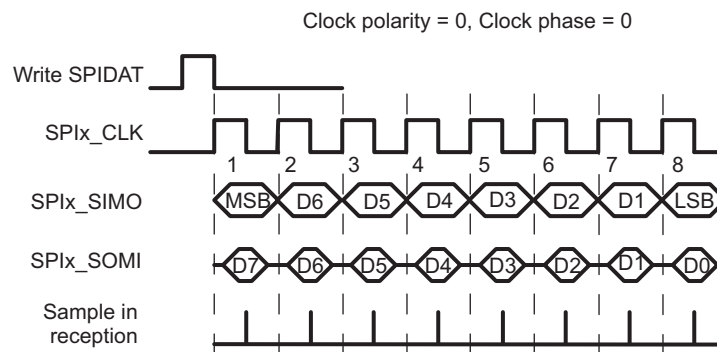 Clock polarity = 0, Clock phase = 0
Write SPIDAT
SPIx_CLK
1 2 3 4 5 6 7 8
SPIx_SIMO
MSB D6 D5 D4 D3 D2 D1 LSB
SPIx_SOMI
D7 D6 D5 D4 D3 D2 D1 D0
Sample in
reception